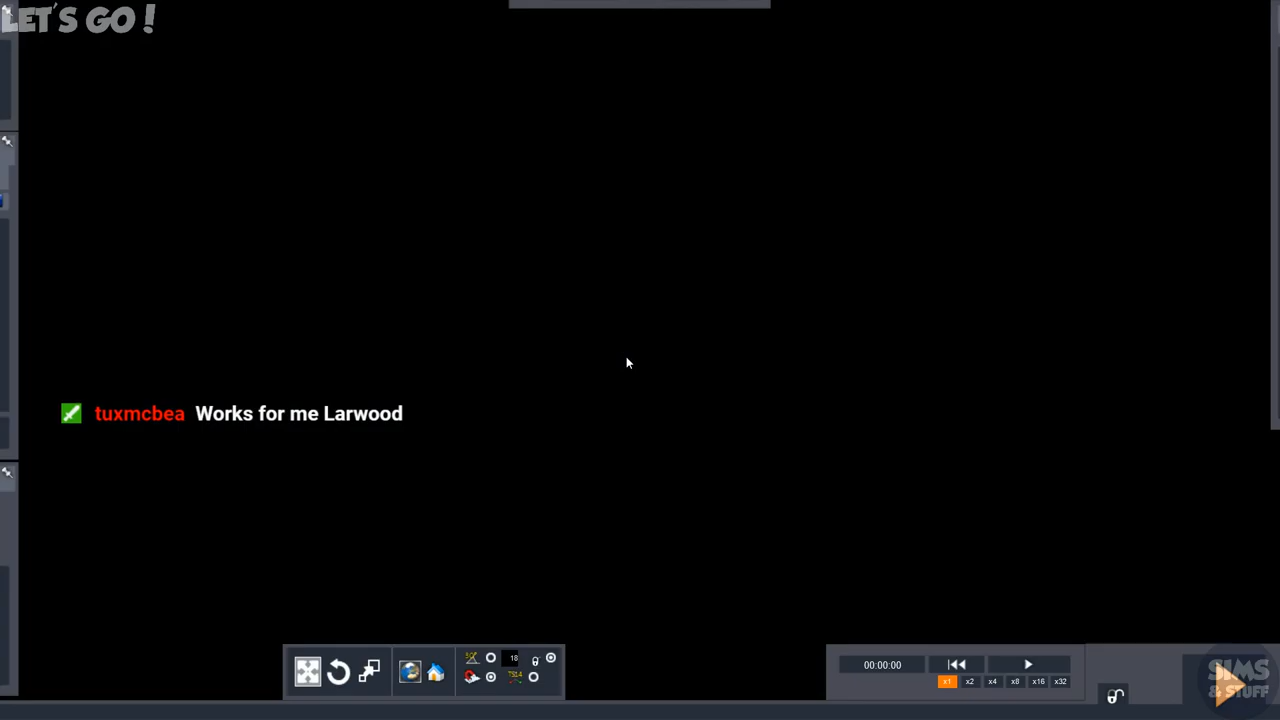 LET'S GO!
tuxmcbea Works for me Larwood
18
00:00:00
x1 x2 x4 x8 x16 x32
SIMS
& STUFF